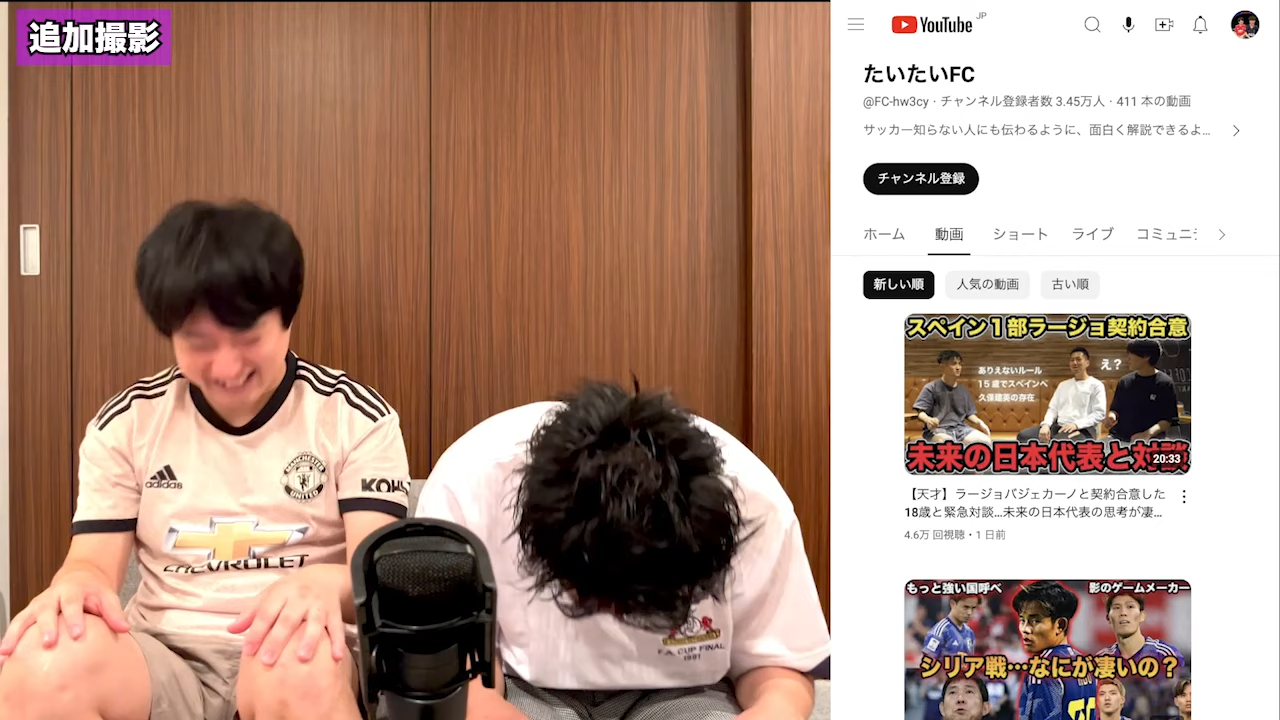 追加撮影
adidas
MANCHESTER
UNITED
KOH
CHEVROLET
F.A. CUP FINAL
1991
YouTube JP
たいたいFC
@FC-hw3cy · チャンネル登録者数 3.45万人 · 411 本の動画
サッカー知らない人にも伝わるように、面白く解説できるよ...
チャンネル登録
ホーム 動画 ショート ライブ コミュニテ
新しい順 人気の動画 古い順
スペイン1部ラージョ契約合意
ありえないルール
15歳でスペインへ
久保建英の存在
え?
未来の日本代表と対談
20:33
【天才】ラージョバジェカーノと契約合意した
18歳と緊急対談...未来の日本代表の思考が凄...
4.6万 回視聴・1 日前
もっと強い国呼べ 影のゲームメーカー
シリア戦…なにが凄いの?